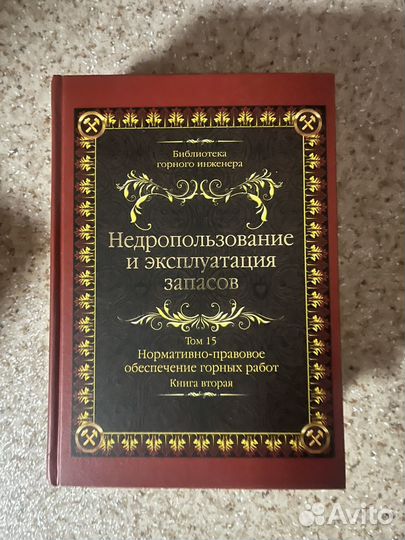 Библиотека
горного инженера
Недропользование
и эксплуатация
запасов
Том 15
Нормативно-правовое
обеспечение горных работ
Книга вторая
Avito